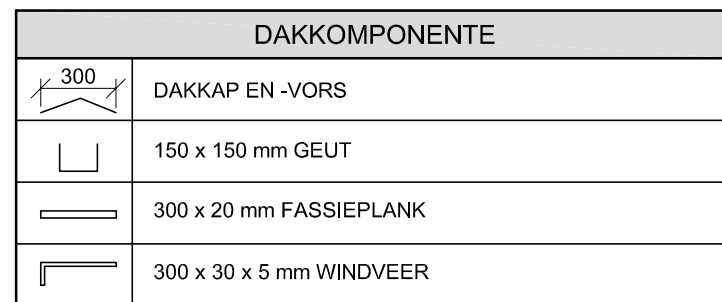 DAKKOMPONENTE
300
DAKKAP EN -VORS
150 x 150 mm GEUT
300 x 20 mm FASSIEPLANK
300 x 30 x 5 mm WINDVEER